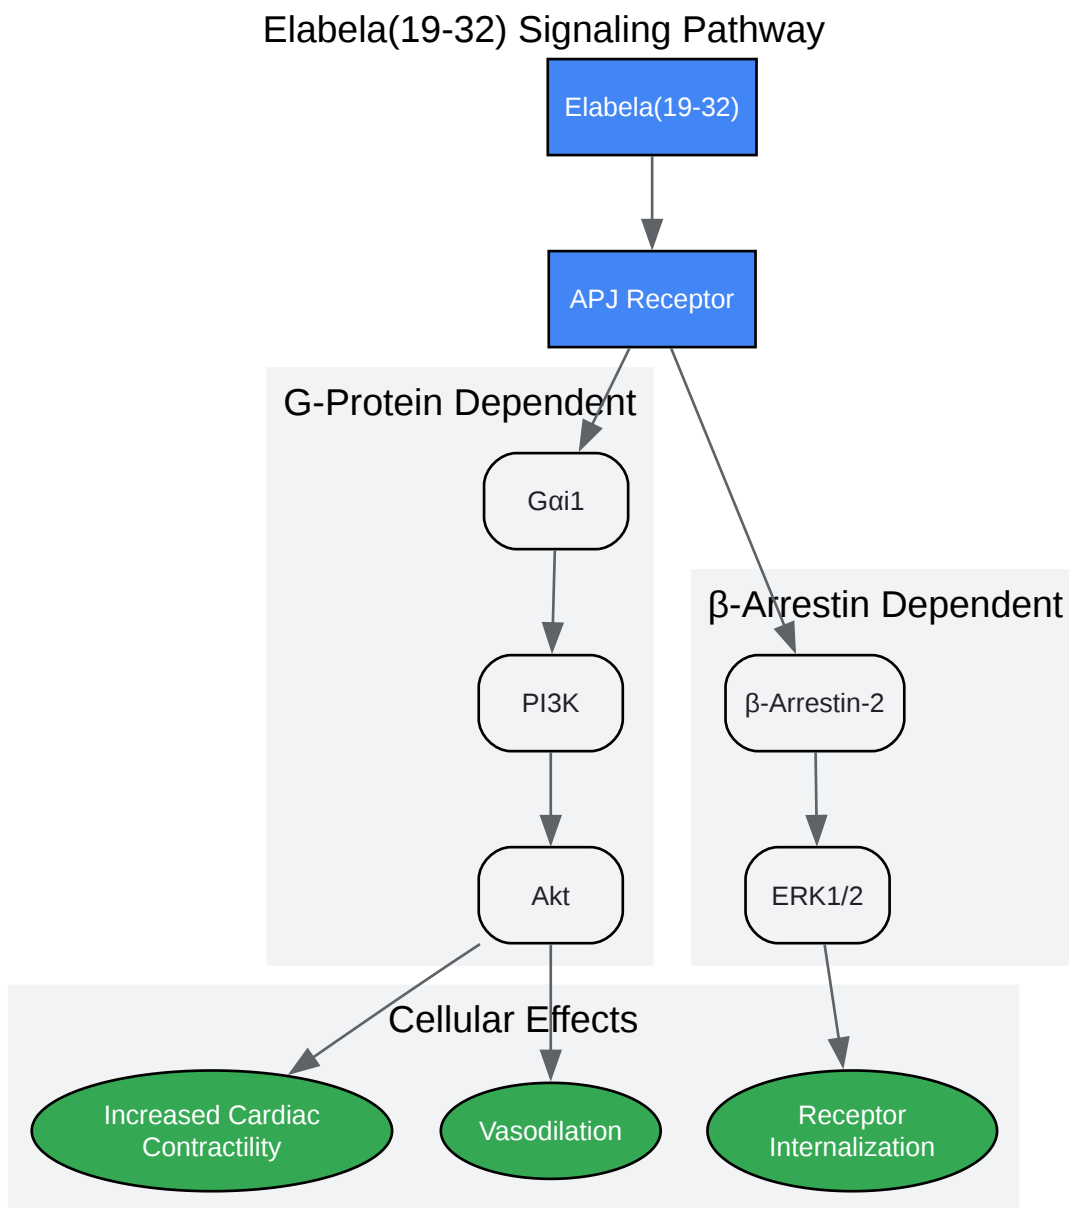 Elabela(19-32) Signaling Pathway
Elabela(19-32)
APJ Receptor
G-Protein Dependent
Gαi1
PI3K
Akt
β-Arrestin Dependent
β-Arrestin-2
ERK1/2
Cellular Effects
Increased Cardiac
Contractility
Vasodilation
Receptor
Internalization